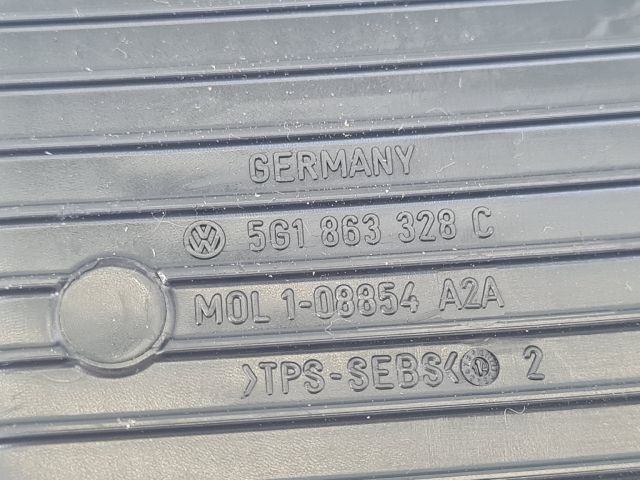 GERMANY
5G1 863 328 C
MOL 1-08854 A2A
>TPS-SEBS< 2